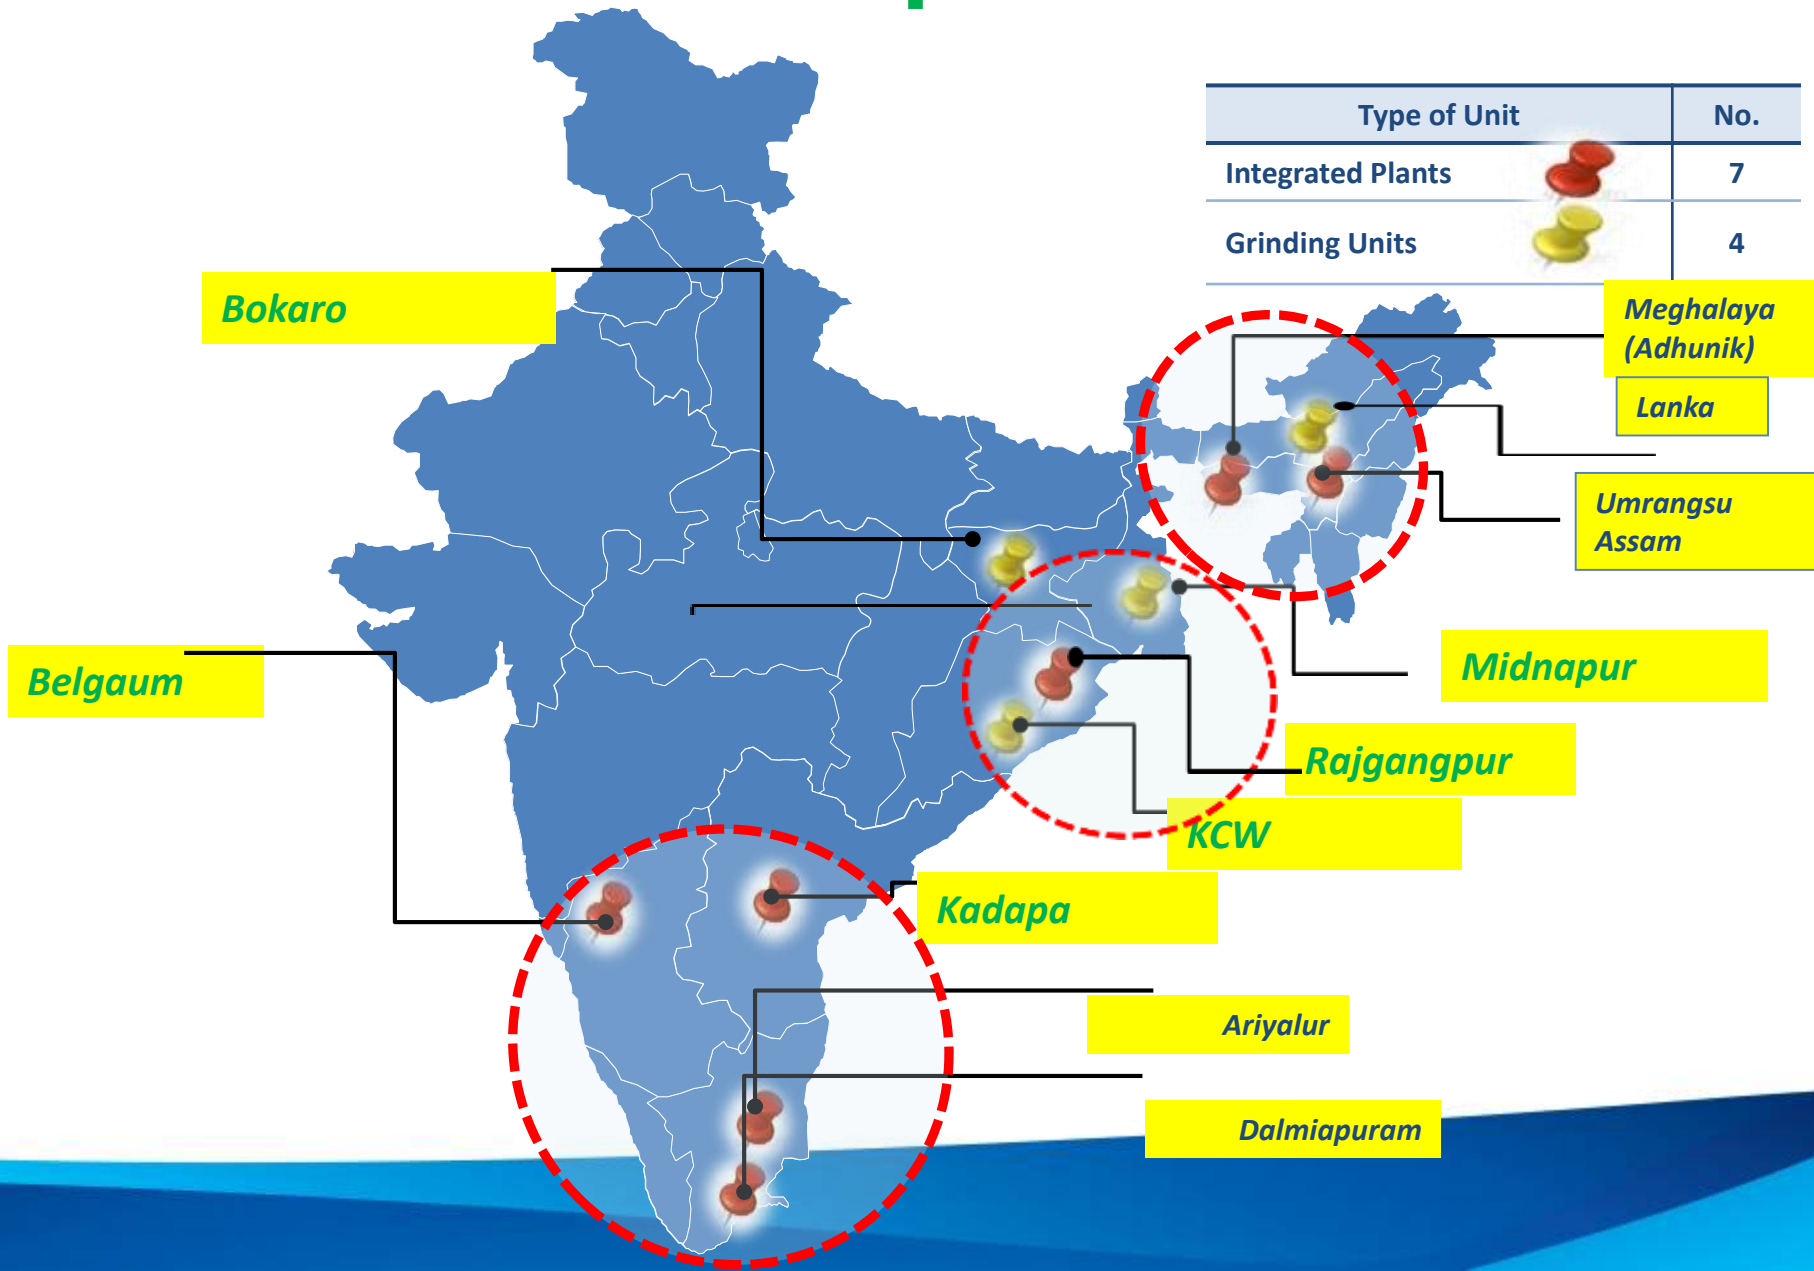 Type of Unit No.
Integrated Plants 7
Grinding Units 4
Bokaro
Meghalaya
(Adhunik)
Lanka
Umrangsu
Assam
Belgaum
Midnapur
Rajgangpur
KCW
Kadapa
Ariyalur
Dalmiapuram